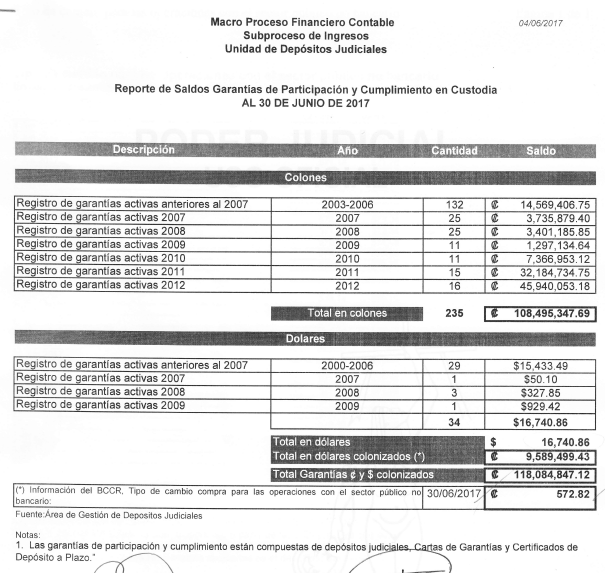 Macro Proceso Financiero Contable 04/06/2017
Subproceso de Ingresos
Unidad de Depósitos Judiciales
Reporte de Saldos Garantías de Participación y Cumplimiento en Custodia
AL 30 DE JUNIO DE 2017
Descripción Año Cantidad Saldo
Colones
Registro de garantías activas anteriores al 2007 2003-2006 132 ₡ 14,569,406.75
Registro de garantías activas 2007 2007 25 ₡ 3,735,879.40
Registro de garantías activas 2008 2008 25 ₡ 3,401,185.85
Registro de garantías activas 2009 2009 11 ₡ 1,297,134.64
Registro de garantías activas 2010 2010 11 ₡ 7,366,953.12
Registro de garantías activas 2011 2011 15 ₡ 32,184,734.75
Registro de garantías activas 2012 2012 16 ₡ 45,940,053.18
Total en colones 235 ₡ 108,495,347.69
Dolares
Registro de garantías activas anteriores al 2007 2000-2006 29 $15,433.49
Registro de garantías activas 2007 2007 1 $50.10
Registro de garantías activas 2008 2008 3 $327.85
Registro de garantías activas 2009 2009 1 $929.42
34 $16,740.86
Total en dólares $ 16,740.86
Total en dólares colonizados (*) ₡ 9,589,499.43
Total Garantías ¢ y $ colonizados ₡ 118,084,847.12
(*) Información del BCCR, Tipo de cambio compra para las operaciones con el sector público no 30/06/2017 ₡ 572.82
bancario:
Fuente:Área de Gestión de Depositos Judiciales
Notas:
1. Las garantías de participación y cumplimiento están compuestas de depósitos judiciales, Cartas de Garantías y Certificados de
Depósito a Plazo."